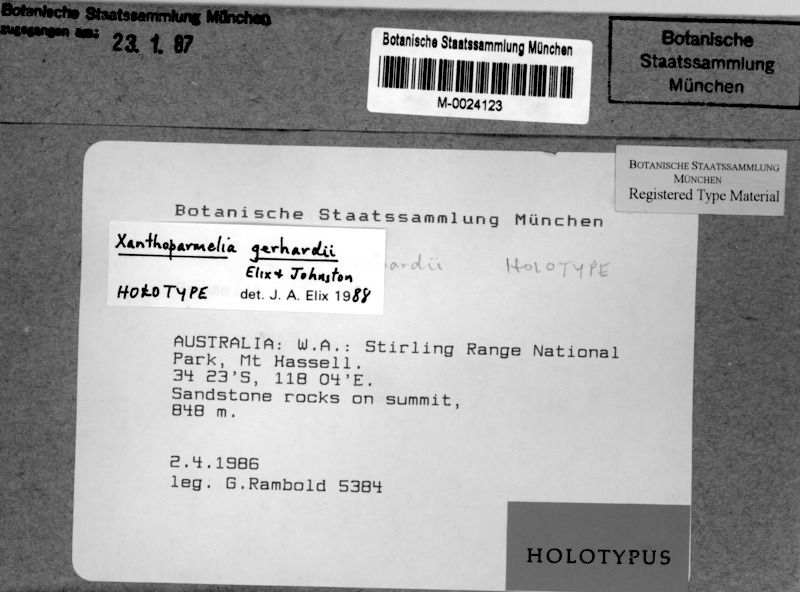 Botanische Staatssammlung München
zugegangen am: 23. 1. 87
Botanische Staatssammlung München
M-0024123
Botanische
Staatssammlung
München
BOTANISCHE STAATSSAMMLUNG
MÜNCHEN
Registered Type Material
Botanische Staatssammlung München
Xanthoparmelia gerhardii
Elix & Johnston
HOLOTYPE det. J. A. Elix 1988
HOLOTYPE
AUSTRALIA: W.A.: Stirling Range National
Park, Mt Hassell.
34 23'S, 118 04'E.
Sandstone rocks on summit,
848 m.
2.4.1986
leg. G.Rambold 5384
HOLOTYPUS